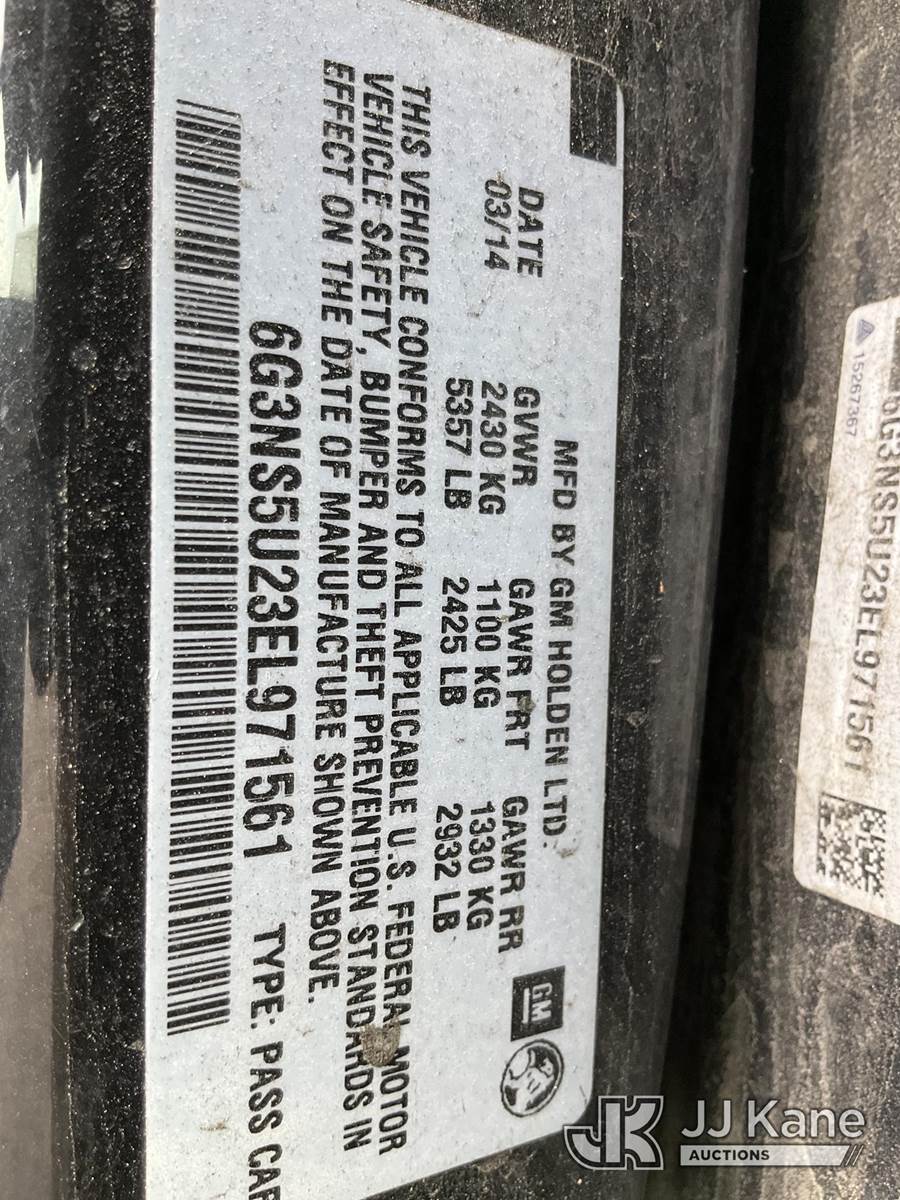 MFD BY GM HOLDEN LTD.
DATE GVWR GAWR FRT GAWR RR
03/14 2430 KG 1100 KG 1330 KG
5357 LB 2425 LB 2932 LB
THIS VEHICLE CONFORMS TO ALL APPLICABLE U.S. FEDERAL MOTOR
VEHICLE SAFETY, BUMPER AND THEFT PREVENTION STANDARDS IN
EFFECT ON THE DATE OF MANUFACTURE SHOWN ABOVE.
6G3NS5U23EL971561 TYPE: PASS CAR
GM
15267367
6G3NS5U23EL971561
JK JJ Kane
AUCTIONS